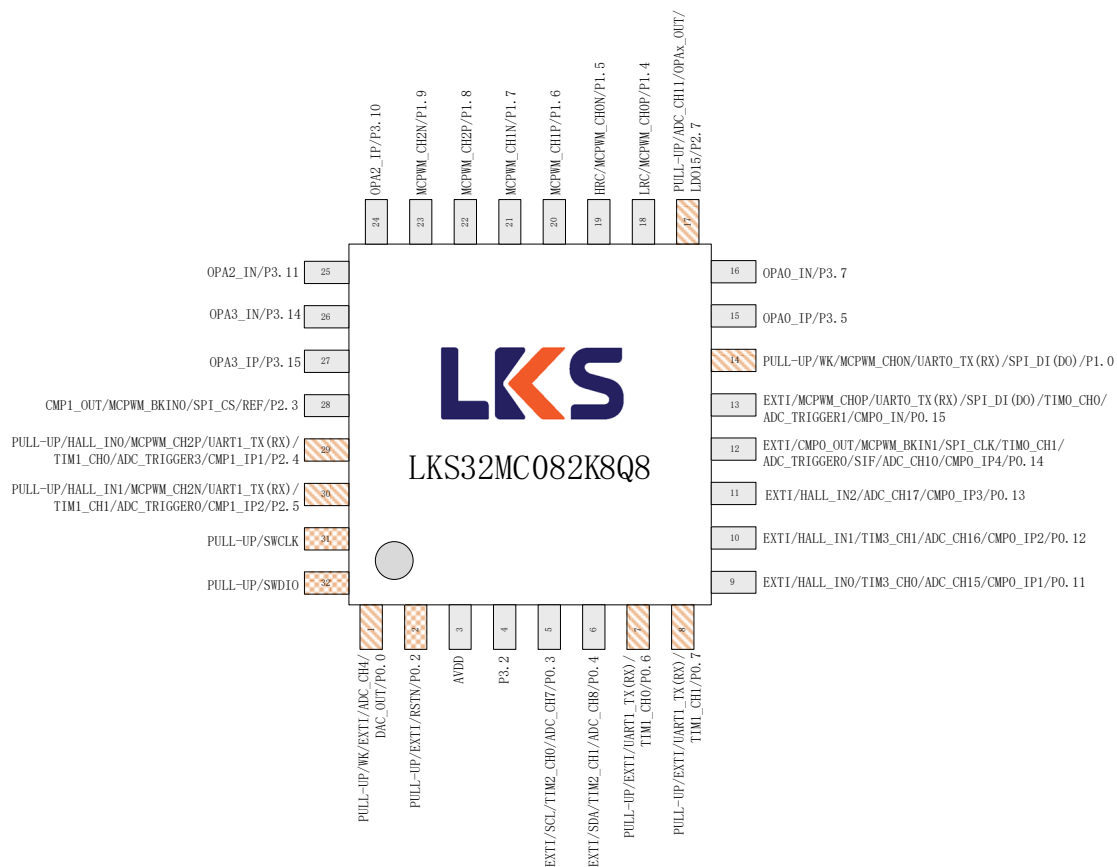 OPA2_IP/P3.10
MCPWM_CH2N/P1.9
MCPWM_CH2P/P1.8
MCPWM_CH1N/P1.7
MCPWM_CH1P/P1.6
HRC/MCPWM_CH0N/P1.5
LRC/MCPWM_CH0P/P1.4
PULL-UP/ADC_CH11/OPAx_OUT/
LDO15/P2.7
24
23
22
21
20
19
18
17
OPA2_IN/P3.11
25
OPA3_IN/P3.14
26
OPA3_IP/P3.15
27
CMP1_OUT/MCPWM_BKIN0/SPI_CS/REF/P2.3
28
PULL-UP/HALL_IN0/MCPWM_CH2P/UART1_TX(RX)/
TIM1_CH0/ADC_TRIGGER3/CMP1_IP1/P2.4
29
PULL-UP/HALL_IN1/MCPWM_CH2N/UART1_TX(RX)/
TIM1_CH1/ADC_TRIGGER0/CMP1_IP2/P2.5
30
PULL-UP/SWCLK
31
PULL-UP/SWDIO
32
LKS
LKS32MC082K8Q8
16
OPA0_IN/P3.7
15
OPA0_IP/P3.5
14
PULL-UP/WK/MCPWM_CH0N/UART0_TX(RX)/SPI_DI(DO)/P1.0
13
EXTI/MCPWM_CH0P/UART0_TX(RX)/SPI_DI(DO)/TIM0_CH0/
ADC_TRIGGER1/CMP0_IN/P0.15
12
EXTI/CMP0_OUT/MCPWM_BKIN1/SPI_CLK/TIM0_CH1/
ADC_TRIGGER0/SIF/ADC_CH10/CMP0_IP4/P0.14
11
EXTI/HALL_IN2/ADC_CH17/CMP0_IP3/P0.13
10
EXTI/HALL_IN1/TIM3_CH1/ADC_CH16/CMP0_IP2/P0.12
9
EXTI/HALL_IN0/TIM3_CH0/ADC_CH15/CMP0_IP1/P0.11
1
2
3
4
5
6
7
8
PULL-UP/WK/EXTI/ADC_CH4/
DAC_OUT/P0.0
PULL-UP/EXTI/RSTN/P0.2
AVDD
P3.2
EXTI/SCL/TIM2_CH0/ADC_CH7/P0.3
EXTI/SDA/TIM2_CH1/ADC_CH8/P0.4
PULL-UP/EXTI/UART1_TX(RX)/
TIM1_CH0/P0.6
PULL-UP/EXTI/UART1_TX(RX)/
TIM1_CH1/P0.7